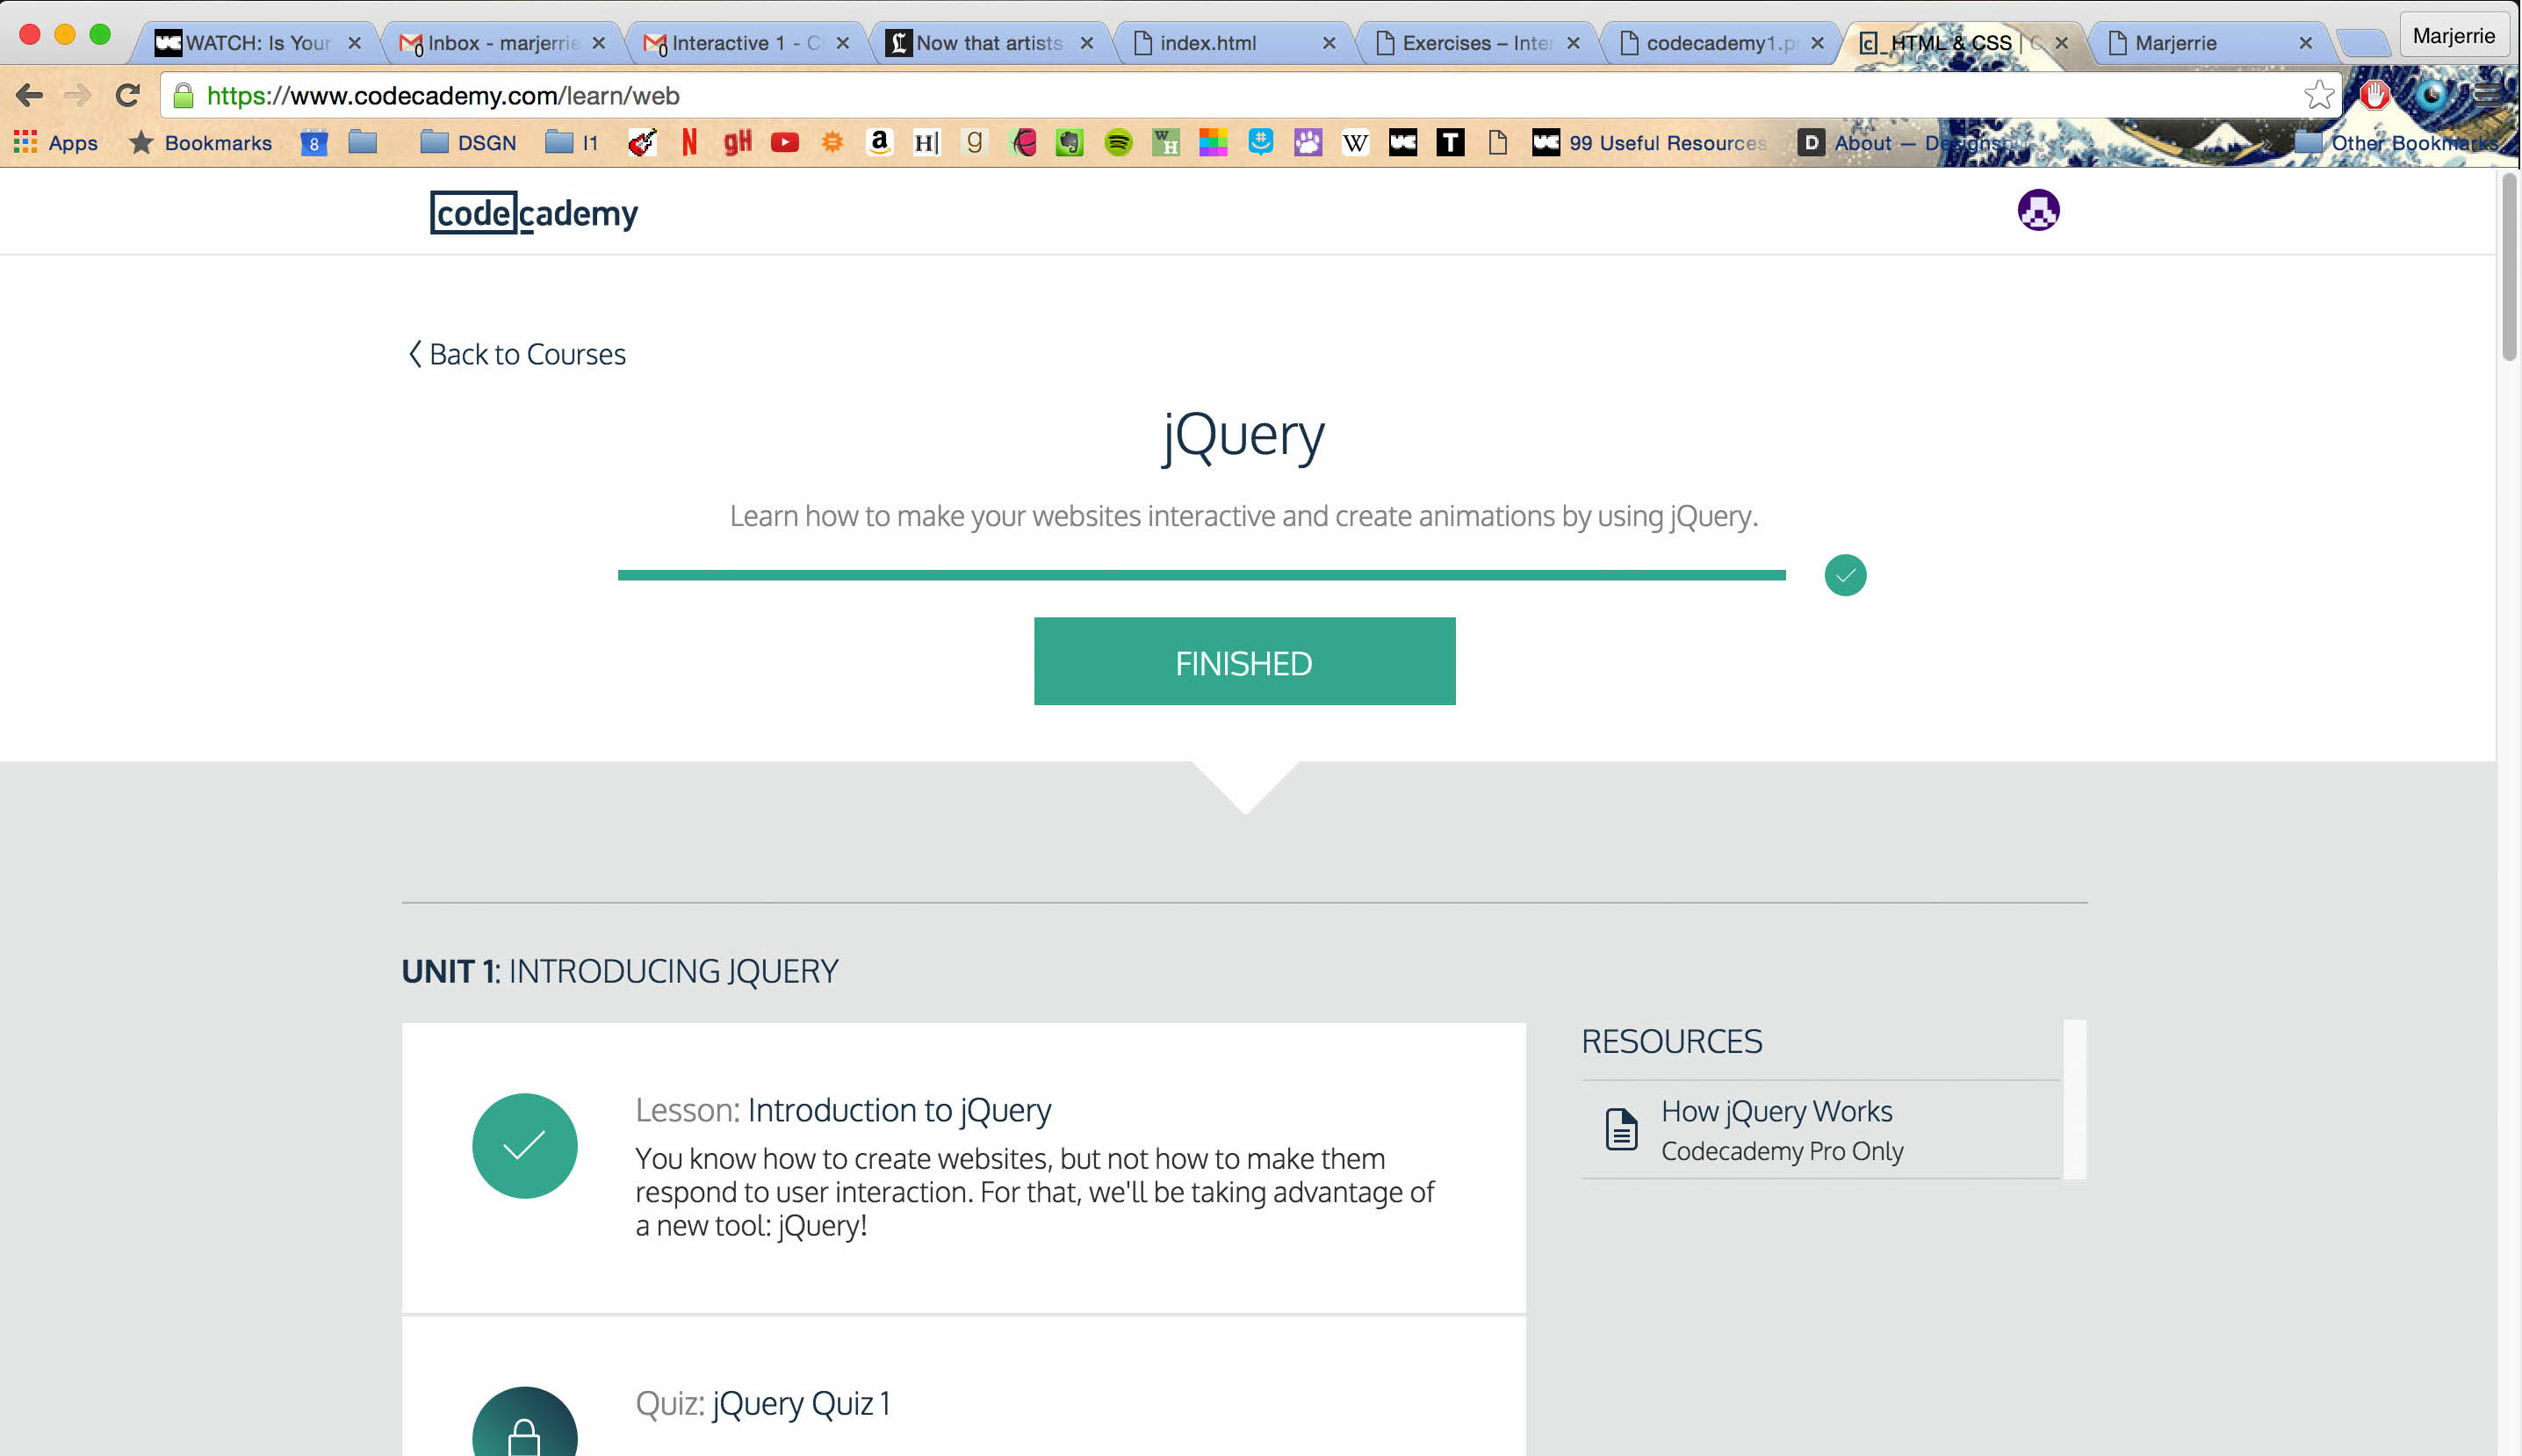 WATCH: Is Your
Inbox - marjerrie
Interactive 1 -
Now that artists
index.html
Exercises – Inter
codecademy1.p
HTML & CSS |
Marjerrie
Marjerrie
https://www.codecademy.com/learn/web
Apps
Bookmarks
8
DSGN
I1
99 Useful Resources
About —
Other Bookmarks
codecademy
Back to Courses
jQuery
Learn how to make your websites interactive and create animations by using jQuery.
FINISHED
UNIT 1: INTRODUCING JQUERY
RESOURCES
Lesson: Introduction to jQuery
You know how to create websites, but not how to make them
respond to user interaction. For that, we'll be taking advantage of
a new tool: jQuery!
How jQuery Works
Codecademy Pro Only
Quiz: jQuery Quiz 1